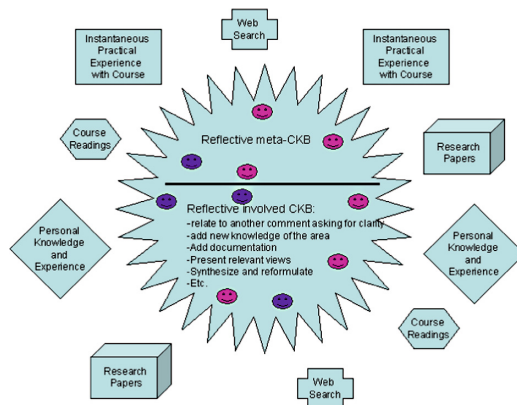 Web
Search
Instantaneous
Practical
Experience
with Course
Instantaneous
Practical
Experience
with Course
Course
Readings
Reflective meta-CKB
Research
Papers
Personal
Knowledge
and
Experience
Reflective involved CKB:
-relate to another comment asking for clarity
-add new knowledge of the area
-Add documentation
-Present relevant views
-Synthesize and reformulate
-Etc.
Personal
Knowledge
and
Experience
Course
Readings
Research
Papers
Web
Search